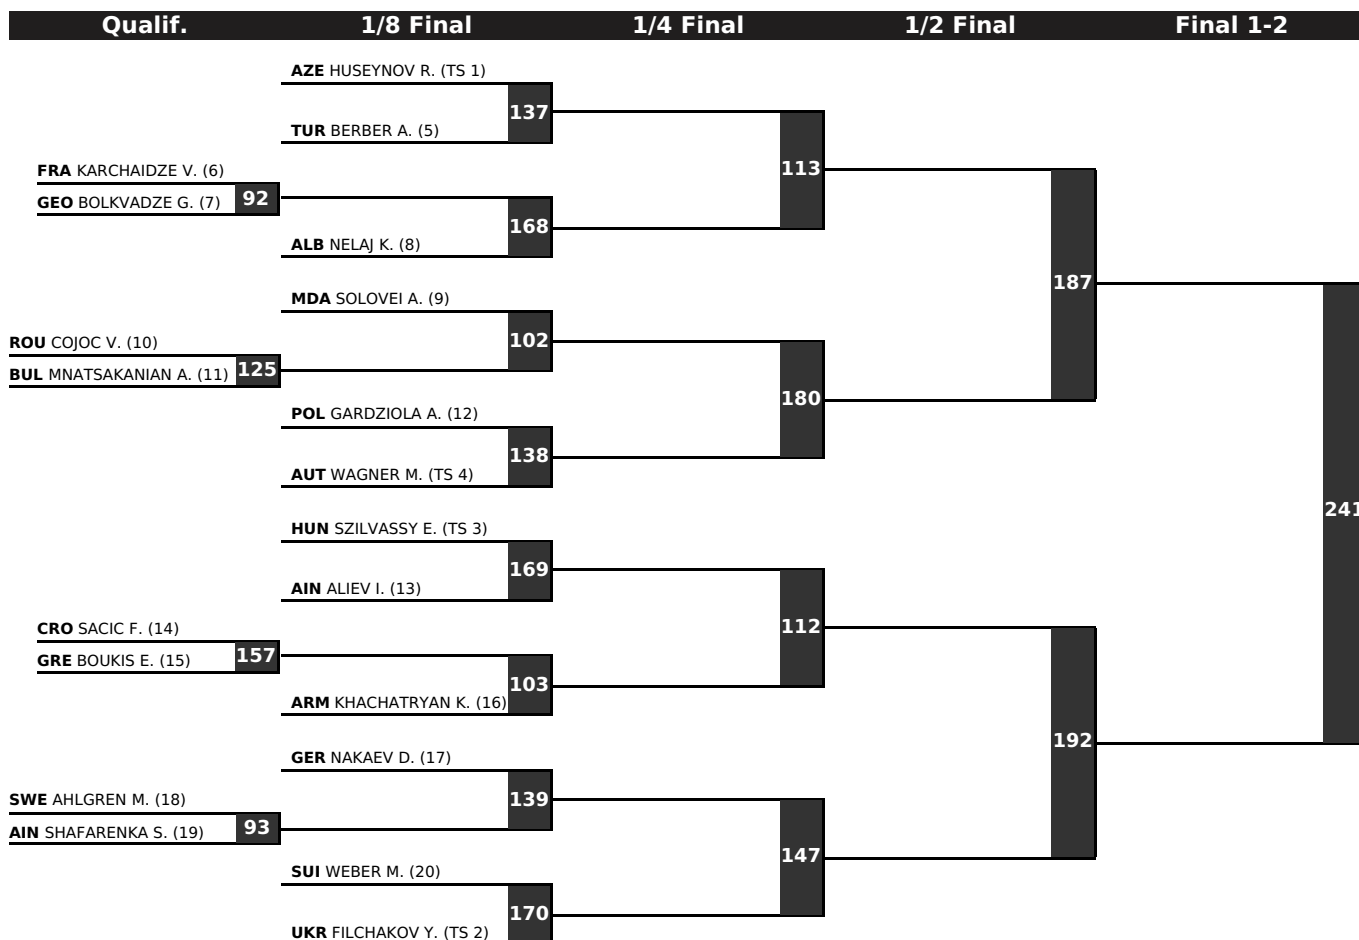 Qualif. 1/8 Final 1/4 Final 1/2 Final Final 1-2
AZE HUSEYNOV R. (TS 1)
137
TUR BERBER A. (5)
FRA KARCHAIDZE V. (6)
113
GEO BOLKVADZE G. (7) 92
168
ALB NELAJ K. (8)
187
MDA SOLOVEI A. (9)
ROU COJOC V. (10)
102
BUL MNATSAKANIAN A. (11) 125
180
POL GARDZIOLA A. (12)
138
AUT WAGNER M. (TS 4)
241
HUN SZILVASSY E. (TS 3)
169
AIN ALIEV I. (13)
CRO SACIC F. (14)
112
GRE BOUKIS E. (15) 157
103
ARM KHACHATRYAN K. (16)
192
GER NAKAEV D. (17)
SWE AHLGREN M. (18)
139
AIN SHAFARENKA S. (19) 93
147
SUI WEBER M. (20)
170
UKR FILCHAKOV Y. (TS 2)